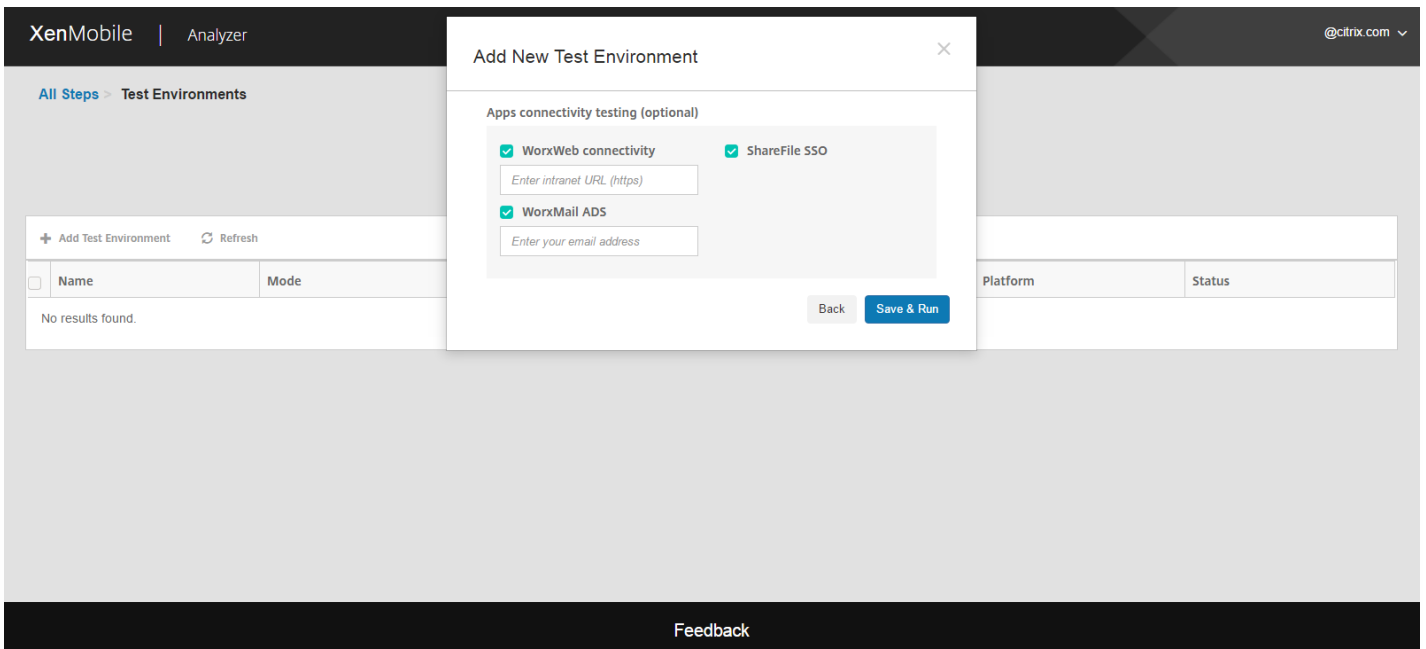 XenMobile | Analyzer
@citrix.com
All Steps > Test Environments
Add New Test Environment
Apps connectivity testing (optional)
WorxWeb connectivity
ShareFile SSO
Enter intranet URL (https)
WorxMail ADS
Enter your email address
Back
Save & Run
Add Test Environment
Refresh
Name
Mode
Platform
Status
No results found.
Feedback